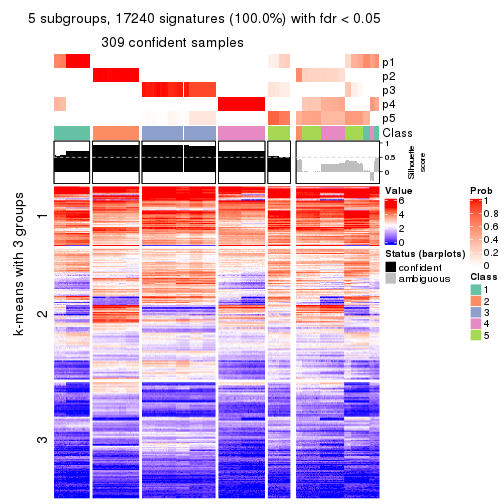 5 subgroups, 17240 signatures (100.0%) with fdr < 0.05
309 confident samples
p1
p2
p3
p4
p5
Class
1
0.5
0
Silhouette
score
k-means with 3 groups
1
2
3
Value
6
4
2
0
Status (barplots)
confident
ambiguous
Prob
1
0.8
0.6
0.4
0.2
0
Class
1
2
3
4
5